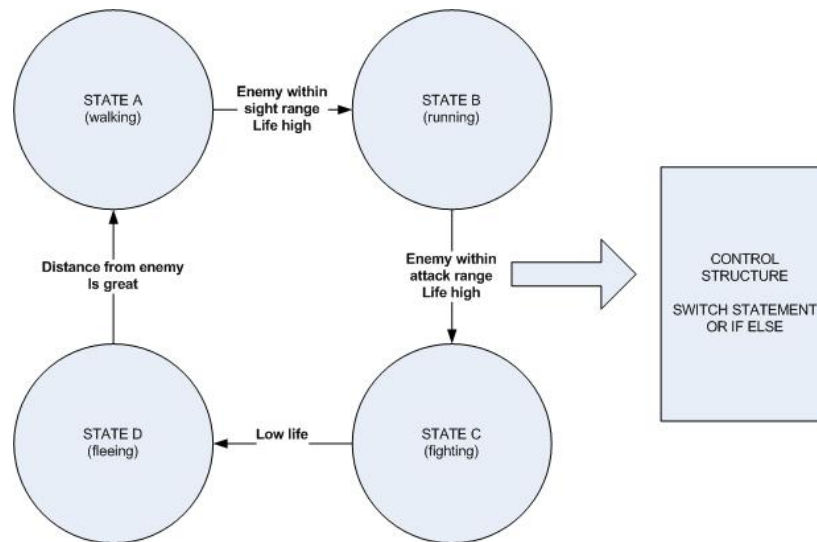 STATE A
(walking)
Enemy within
sight range
Life high
STATE B
(running)
Distance from enemy
Is great
Enemy within
attack range
Life high
CONTROL
STRUCTURE
SWITCH STATEMENT
OR IF ELSE
STATE D
(fleeing)
Low life
STATE C
(fighting)